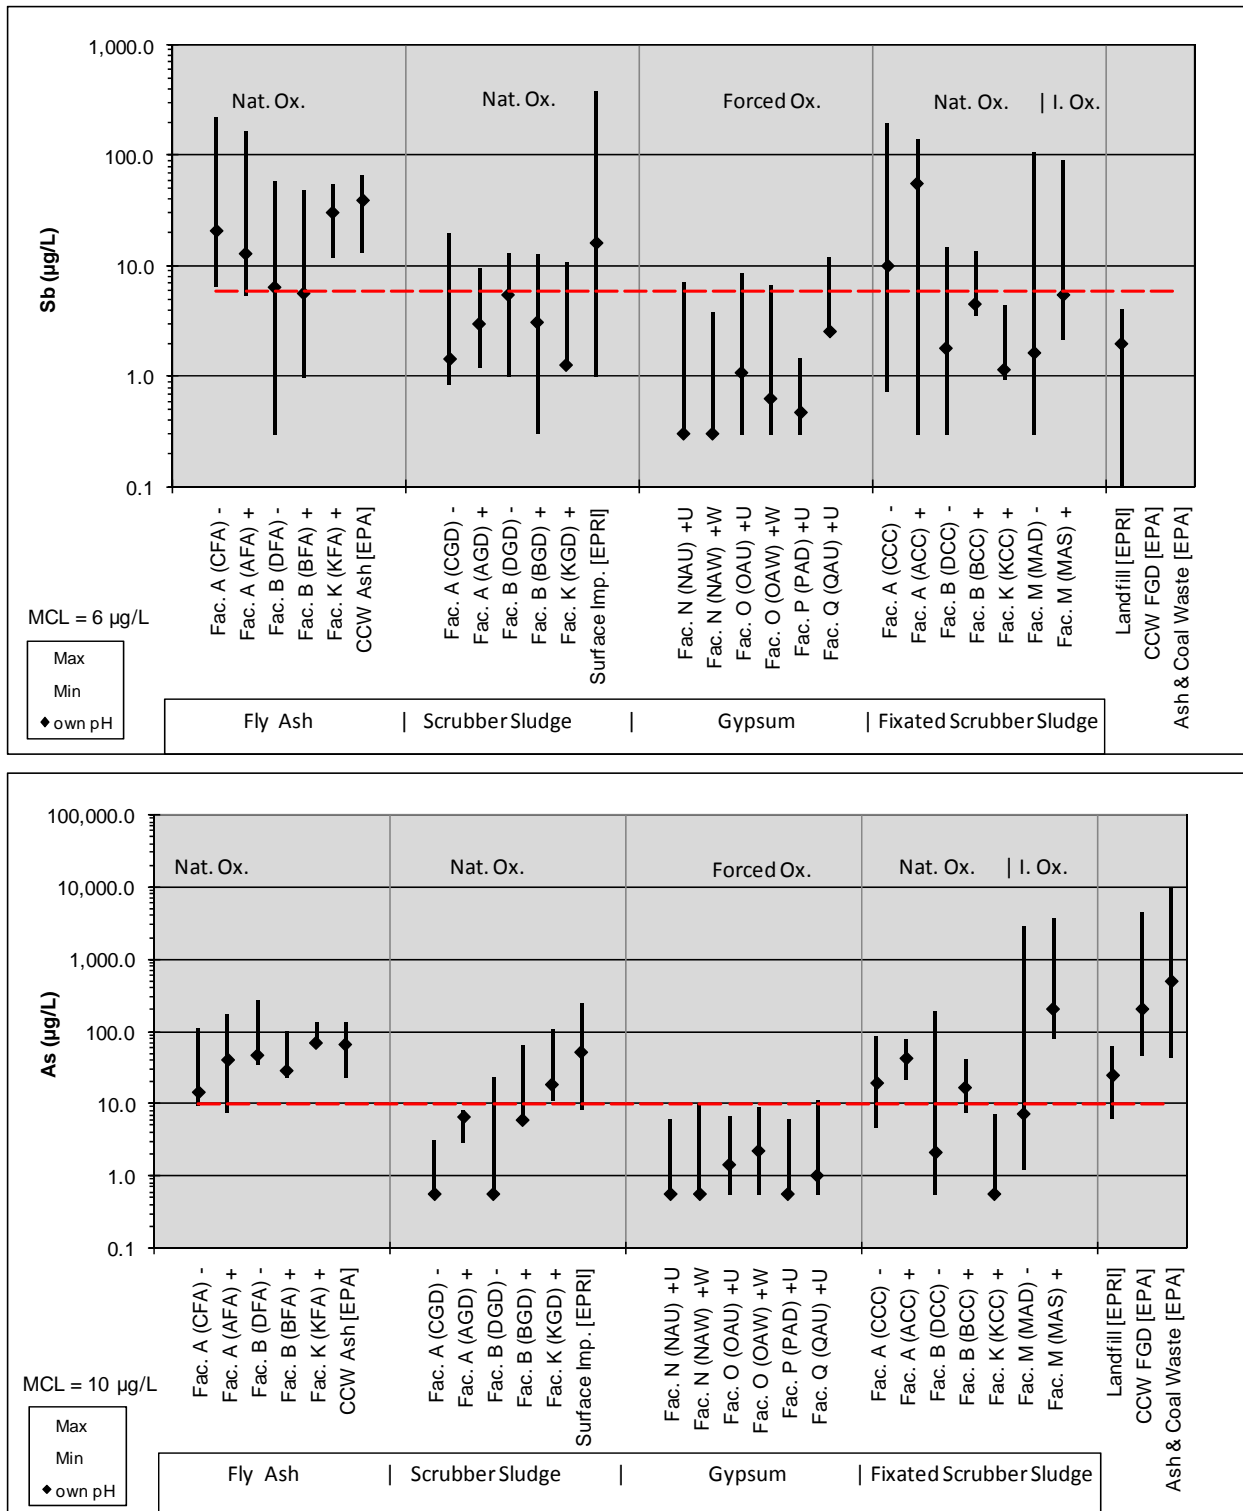 1,000.0
100.0
10.0
1.0
0.1
Sb (µg/L)
Nat. Ox.
Nat. Ox.
Forced Ox.
Nat. Ox. | I. Ox.
Fac. A (CFA) -
Fac. A (AFA) +
Fac. B (DFA) -
Fac. B (BFA) +
Fac. K (KFA) +
CCW Ash [EPA]
Fac. A (CGD) -
Fac. A (AGD) +
Fac. B (DGD) -
Fac. B (BGD) +
Fac. K (KGD) +
Surface Imp. [EPRI]
Fac. N (NAU) +U
Fac. N (NAW) +W
Fac. O (OAU) +U
Fac. O (OAW) +W
Fac. P (PAD) +U
Fac. Q (QAU) +U
Fac. A (CCC) -
Fac. A (ACC) +
Fac. B (DCC) -
Fac. B (BCC) +
Fac. K (KCC) +
Fac. M (MAD) -
Fac. M (MAS) +
Landfill [EPRI]
CCW FGD [EPA]
Ash & Coal Waste [EPA]
MCL = 6 µg/L
Max
Min
own pH
Fly Ash | Scrubber Sludge | Gypsum | Fixated Scrubber Sludge
100,000.0
10,000.0
1,000.0
100.0
10.0
1.0
0.1
As (µg/L)
Nat. Ox.
Nat. Ox.
Forced Ox.
Nat. Ox. | I. Ox.
Fac. A (CFA) -
Fac. A (AFA) +
Fac. B (DFA) -
Fac. B (BFA) +
Fac. K (KFA) +
CCW Ash [EPA]
Fac. A (CGD) -
Fac. A (AGD) +
Fac. B (DGD) -
Fac. B (BGD) +
Fac. K (KGD) +
Surface Imp. [EPRI]
Fac. N (NAU) +U
Fac. N (NAW) +W
Fac. O (OAU) +U
Fac. O (OAW) +W
Fac. P (PAD) +U
Fac. Q (QAU) +U
Fac. A (CCC) -
Fac. A (ACC) +
Fac. B (DCC) -
Fac. B (BCC) +
Fac. K (KCC) +
Fac. M (MAD) -
Fac. M (MAS) +
Landfill [EPRI]
CCW FGD [EPA]
Ash & Coal Waste [EPA]
MCL = 10 µg/L
Max
Min
own pH
Fly Ash | Scrubber Sludge | Gypsum | Fixated Scrubber Sludge